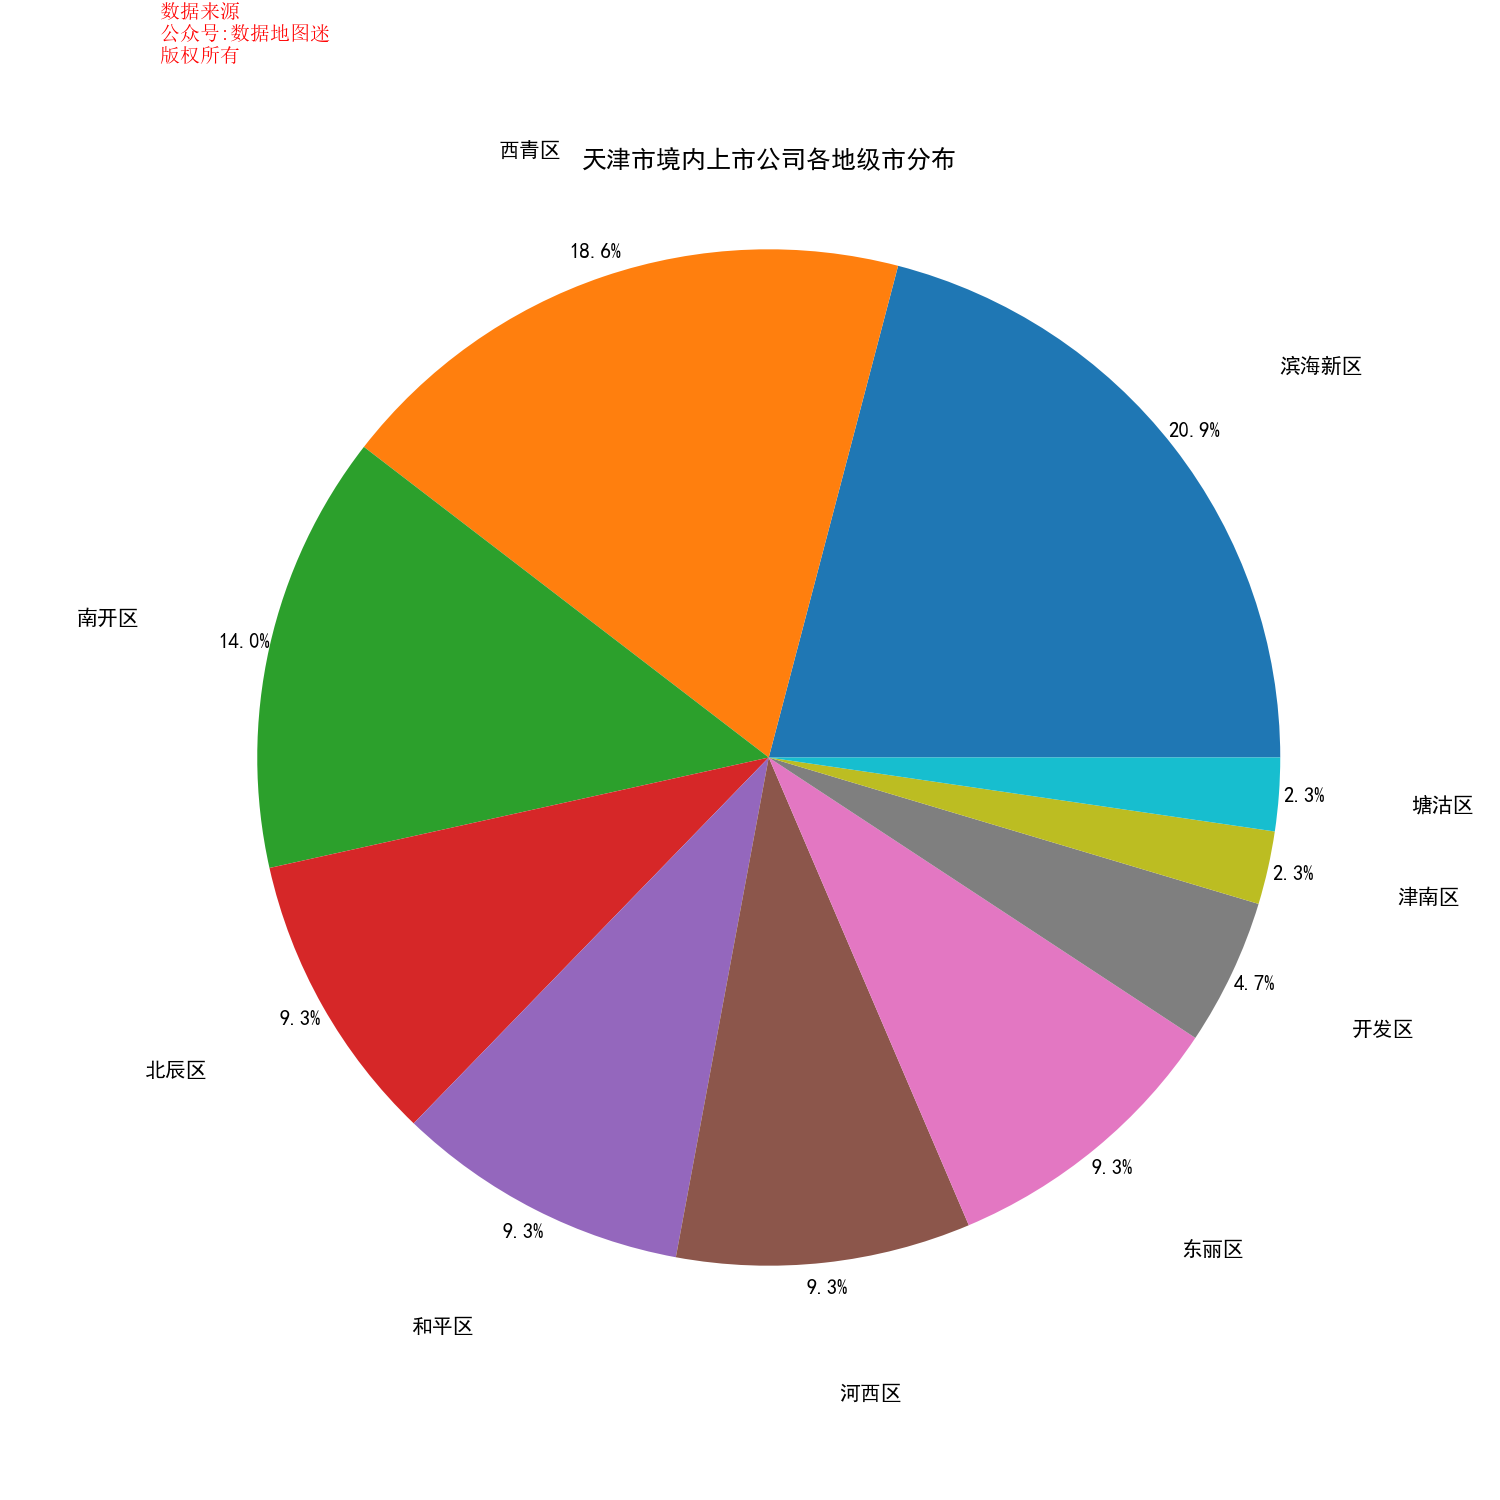 数据来源
公众号:数据地图迷
版权所有
天津市境内上市公司各地级市分布
西青区
18.6%
滨海新区
20.9%
南开区
14.0%
塘沽区
2.3%
津南区
2.3%
开发区
4.7%
北辰区
9.3%
东丽区
9.3%
和平区
9.3%
河西区
9.3%